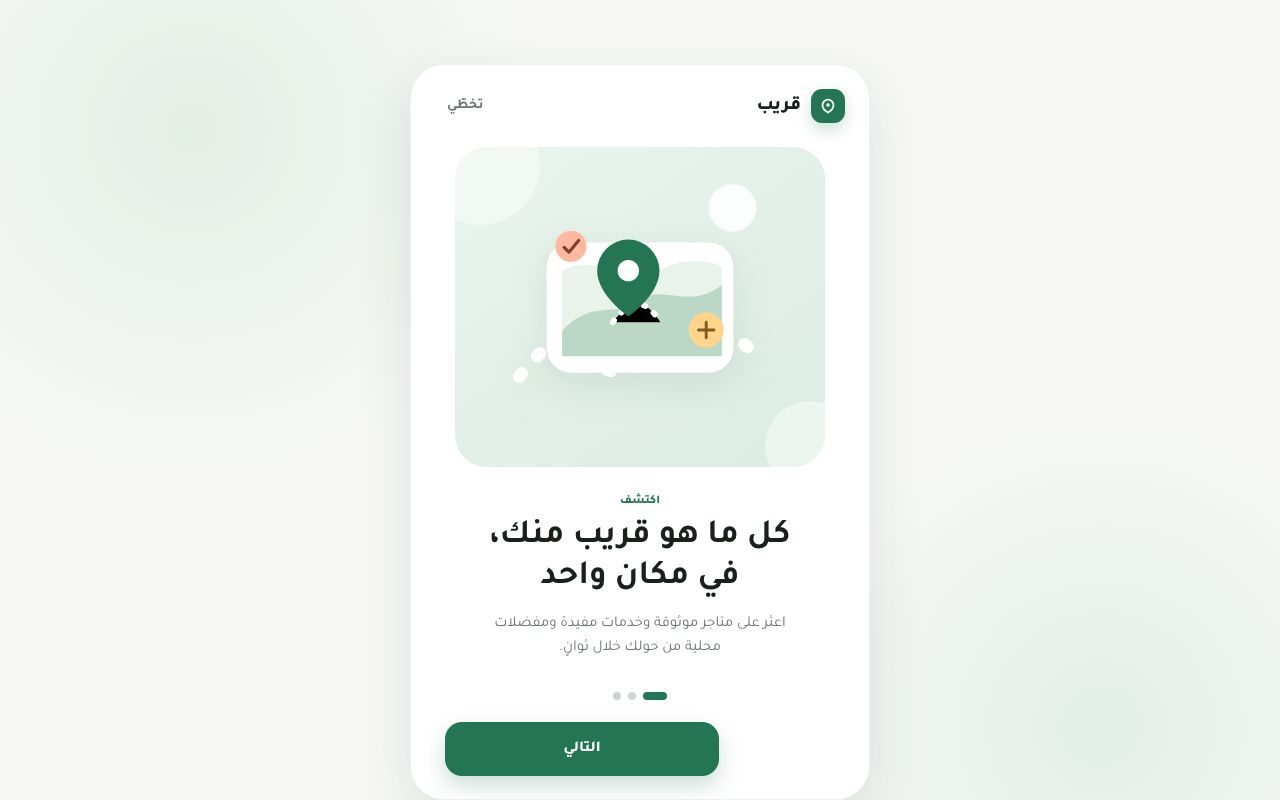 قريب
تخطّي
اكتشف
كل ما هو قريب منك،
في مكان واحد
اعثر على متاجر موثوقة وخدمات مفيدة ومفضلات
محلية من حولك خلال ثوانٍ.
التالي